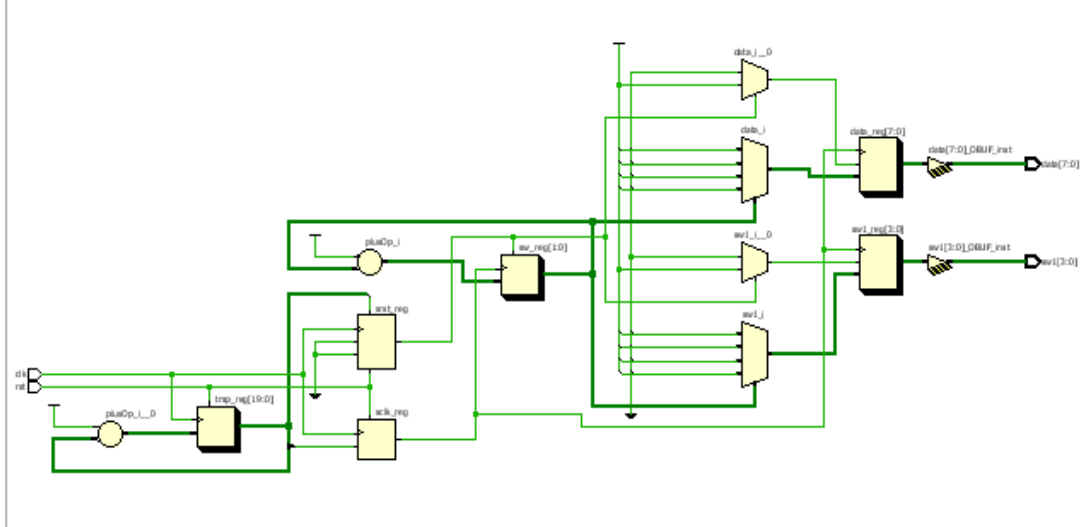 data_i__0
data_i
data_reg[7:0]
data[7:0]_OBUF_inst
data[7:0]
plusOp_i
sw_reg[1:0]
sw1_i__0
sw1_reg[3:0]
sw1[3:0]_OBUF_inst
sw1[3:0]
srst_reg
sw1_i
clk
rst
plusOp_i__0
tmp_reg[19:0]
sclk_reg